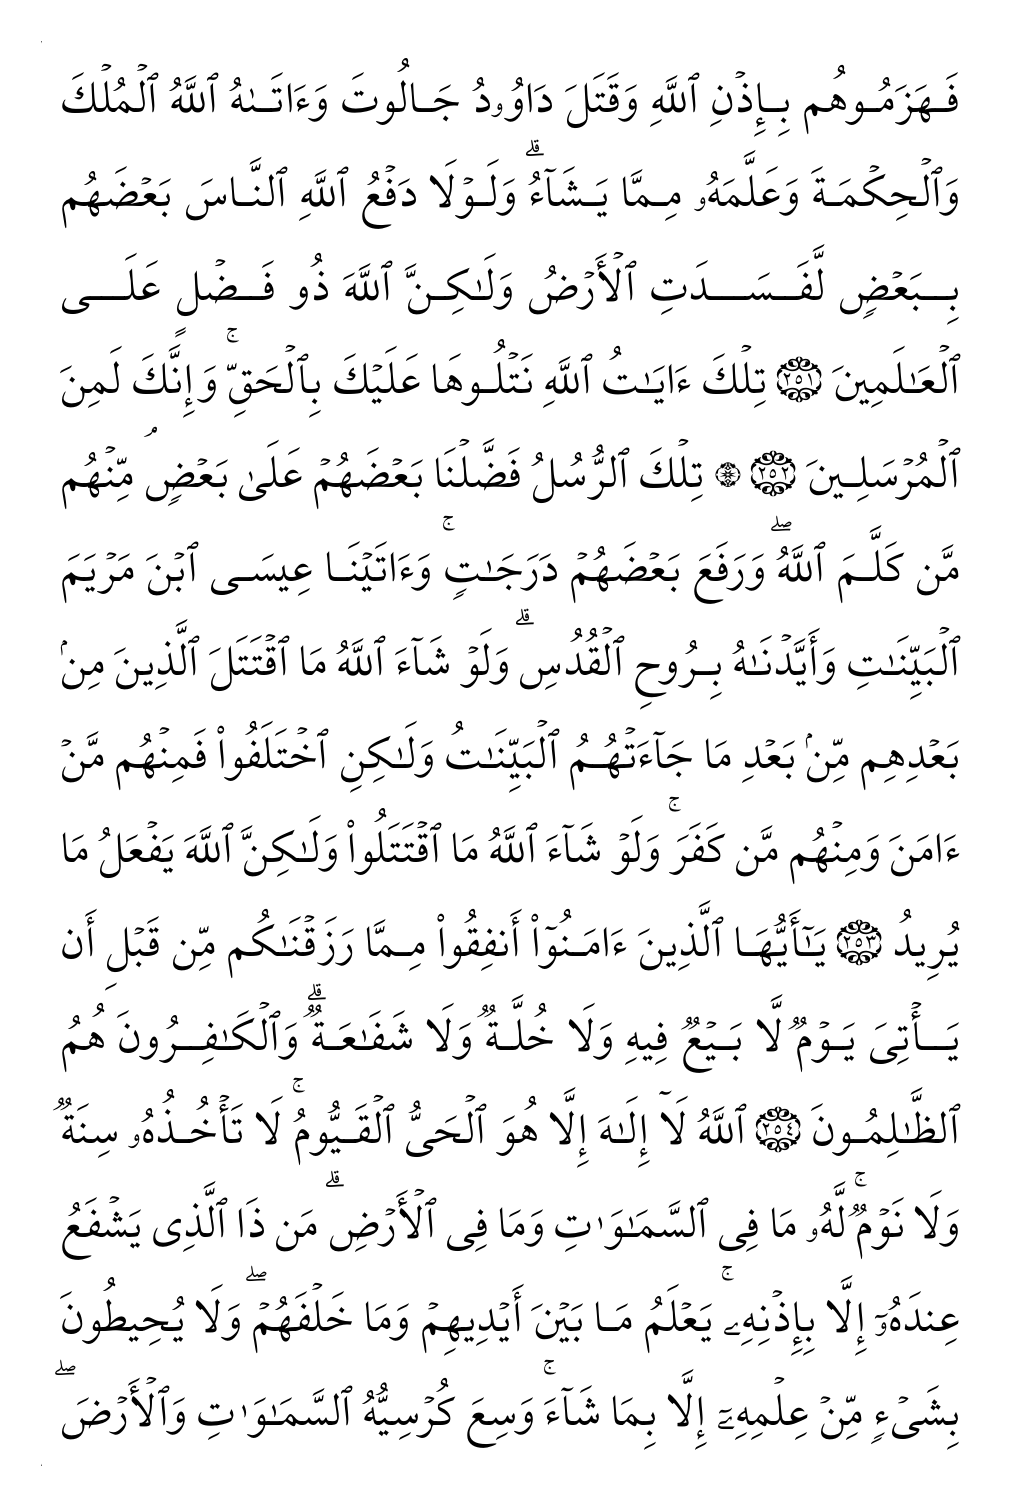 فَهَزَمُوهُم بِإِذۡنِ ٱللَّهِ وَقَتَلَ دَاوُۥدُ جَالُوتَ وَءَاتَىٰهُ ٱللَّهُ ٱلۡمُلۡكَ
وَٱلۡحِكۡمَةَ وَعَلَّمَهُۥ مِمَّا يَشَآءُۗ وَلَوۡلَا دَفۡعُ ٱللَّهِ ٱلنَّاسَ بَعۡضَهُم
بِبَعۡضٖ لَّفَسَدَتِ ٱلۡأَرۡضُ وَلَٰكِنَّ ٱللَّهَ ذُو فَضۡلٍ عَلَى
ٱلۡعَٰلَمِينَ ٢٥١ تِلۡكَ ءَايَٰتُ ٱللَّهِ نَتۡلُوهَا عَلَيۡكَ بِٱلۡحَقِّۚ وَإِنَّكَ لَمِنَ
ٱلۡمُرۡسَلِينَ ٢٥٢ ۞ تِلۡكَ ٱلرُّسُلُ فَضَّلۡنَا بَعۡضَهُمۡ عَلَىٰ بَعۡضٖۘ مِّنۡهُم
مَّن كَلَّمَ ٱللَّهُۖ وَرَفَعَ بَعۡضَهُمۡ دَرَجَٰتٖۚ وَءَاتَيۡنَا عِيسَى ٱبۡنَ مَرۡيَمَ
ٱلۡبَيِّنَٰتِ وَأَيَّدۡنَٰهُ بِرُوحِ ٱلۡقُدُسِۗ وَلَوۡ شَآءَ ٱللَّهُ مَا ٱقۡتَتَلَ ٱلَّذِينَ مِنۢ
بَعۡدِهِم مِّنۢ بَعۡدِ مَا جَآءَتۡهُمُ ٱلۡبَيِّنَٰتُ وَلَٰكِنِ ٱخۡتَلَفُواْ فَمِنۡهُم مَّنۡ
ءَامَنَ وَمِنۡهُم مَّن كَفَرَۚ وَلَوۡ شَآءَ ٱللَّهُ مَا ٱقۡتَتَلُواْ وَلَٰكِنَّ ٱللَّهَ يَفۡعَلُ مَا
يُرِيدُ ٢٥٣ يَٰٓأَيُّهَا ٱلَّذِينَ ءَامَنُوٓاْ أَنفِقُواْ مِمَّا رَزَقۡنَٰكُم مِّن قَبۡلِ أَن
يَأۡتِيَ يَوۡمٞ لَّا بَيۡعٞ فِيهِ وَلَا خُلَّةٞ وَلَا شَفَٰعَةٞۗ وَٱلۡكَٰفِرُونَ هُمُ
ٱلظَّٰلِمُونَ ٢٥٤ ٱللَّهُ لَآ إِلَٰهَ إِلَّا هُوَ ٱلۡحَيُّ ٱلۡقَيُّومُۚ لَا تَأۡخُذُهُۥ سِنَةٞ
وَلَا نَوۡمٞۚ لَّهُۥ مَا فِي ٱلسَّمَٰوَٰتِ وَمَا فِي ٱلۡأَرۡضِۗ مَن ذَا ٱلَّذِي يَشۡفَعُ
عِندَهُۥٓ إِلَّا بِإِذۡنِهِۦۚ يَعۡلَمُ مَا بَيۡنَ أَيۡدِيهِمۡ وَمَا خَلۡفَهُمۡۖ وَلَا يُحِيطُونَ
بِشَيۡءٖ مِّنۡ عِلۡمِهِۦٓ إِلَّا بِمَا شَآءَۚ وَسِعَ كُرۡسِيُّهُ ٱلسَّمَٰوَٰتِ وَٱلۡأَرۡضَۖ